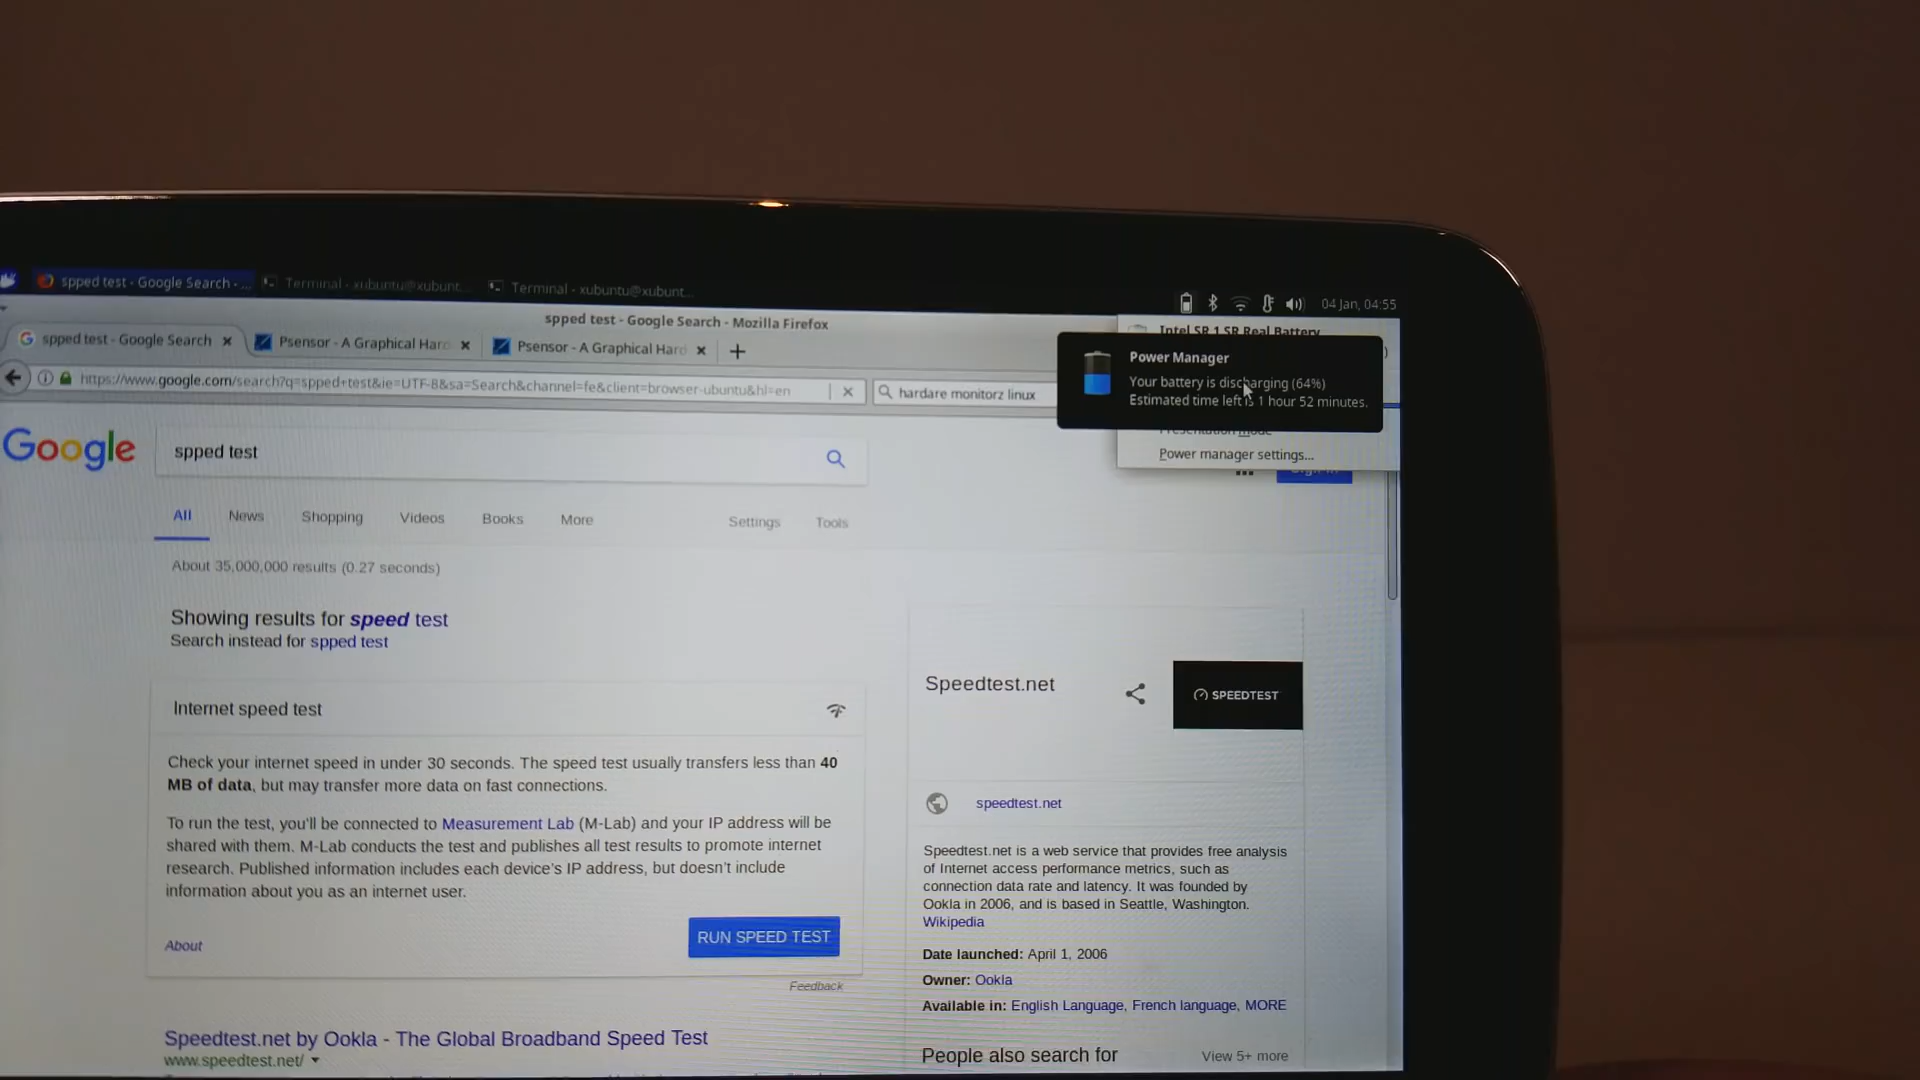 spped test - Google Search - ...
Terminal - xubuntu@xubunt...
Terminal - xubuntu@xubunt...
04 Jan, 04:55
spped test - Google Search - Mozilla Firefox
spped test - Google Search
Psensor - A Graphical Hard
Psensor - A Graphical Hard
https://www.google.com/search?q=spped+test&ie=UTF-8&sa=Search&channel=fe&client=browser-ubuntu&hl=en
hardare monitorz linux
Intel SR 1 SR Real Battery
Power Manager
Your battery is discharging (64%)
Estimated time left is 1 hour 52 minutes.
Presentation mode
Power manager settings...
Google
spped test
All
News
Shopping
Videos
Books
More
Settings
Tools
About 35,000,000 results (0.27 seconds)
Showing results for speed test
Search instead for spped test
Internet speed test
Check your internet speed in under 30 seconds. The speed test usually transfers less than 40
MB of data, but may transfer more data on fast connections.
To run the test, you'll be connected to Measurement Lab (M-Lab) and your IP address will be
shared with them. M-Lab conducts the test and publishes all test results to promote internet
research. Published information includes each device's IP address, but doesn't include
information about you as an internet user.
About
RUN SPEED TEST
Feedback
Speedtest.net by Ookla - The Global Broadband Speed Test
www.speedtest.net/
Speedtest.net
SPEEDTEST
speedtest.net
Speedtest.net is a web service that provides free analysis
of Internet access performance metrics, such as
connection data rate and latency. It was founded by
Ookla in 2006, and is based in Seattle, Washington.
Wikipedia
Date launched: April 1, 2006
Owner: Ookla
Available in: English Language, French language, MORE
People also search for
View 5+ more